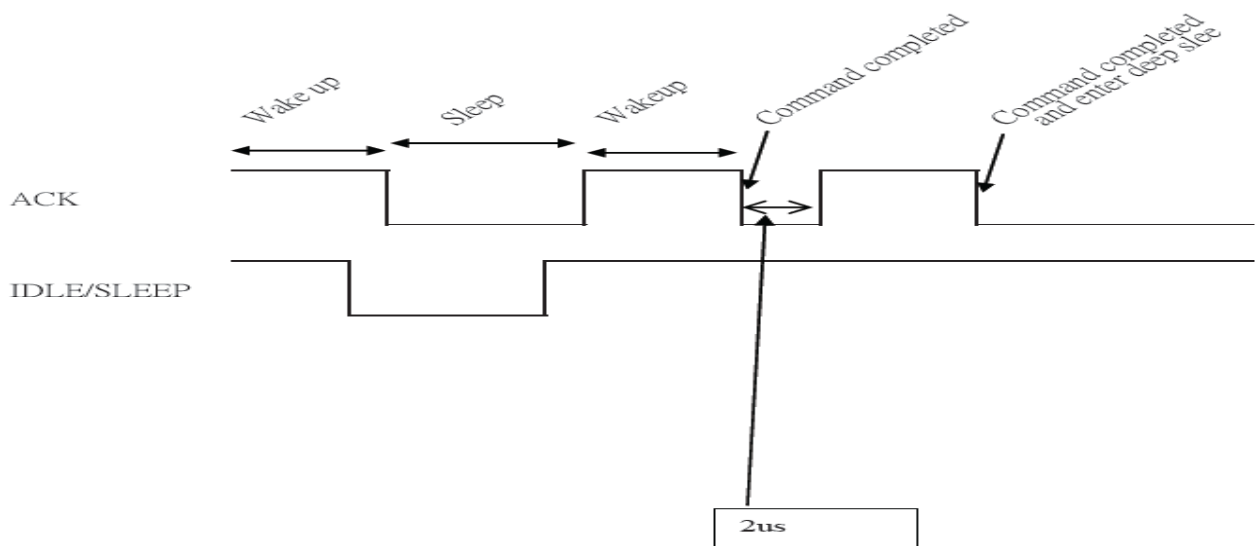 Wake up
Sleep
Wakeup
Command completed
Command completed
and enter deep slee
ACK
IDLE/SLEEP
2us